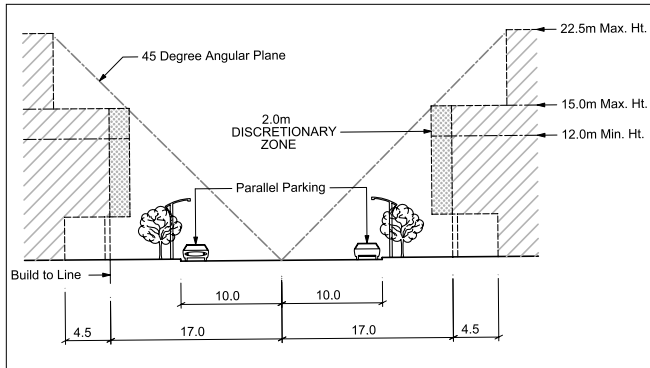 22.5m Max. Ht.
45 Degree Angular Plane
15.0m Max. Ht.
2.0m
DISCRETIONARY
ZONE
12.0m Min. Ht.
Parallel Parking
Build to Line
10.0
10.0
4.5
17.0
17.0
4.5